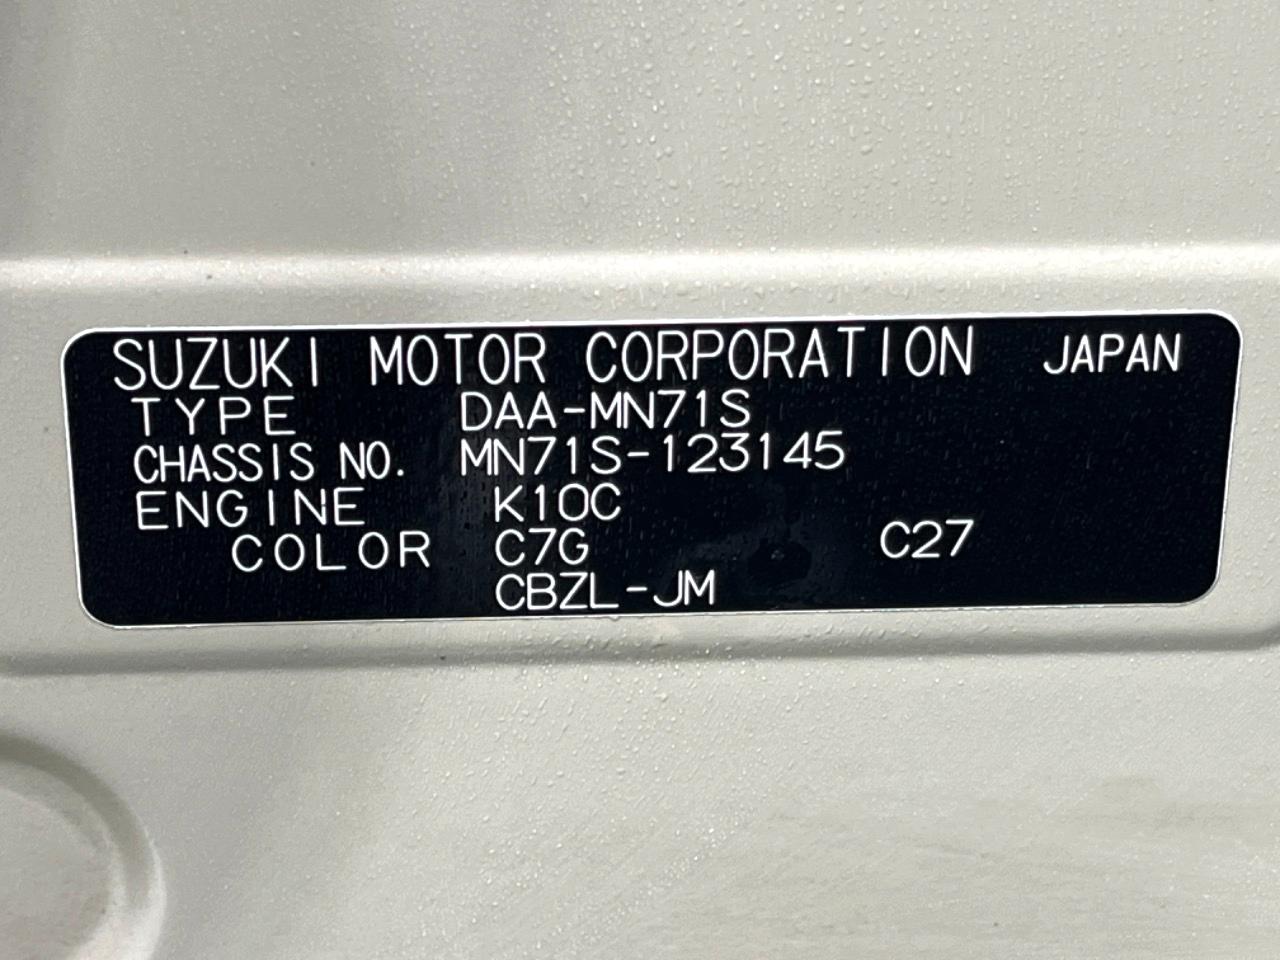 SUZUKI MOTOR CORPORATION JAPAN
TYPE DAA-MN71S
CHASSIS NO. MN71S-123145
ENGINE K10C
COLOR C7G C27
CBZL-JM